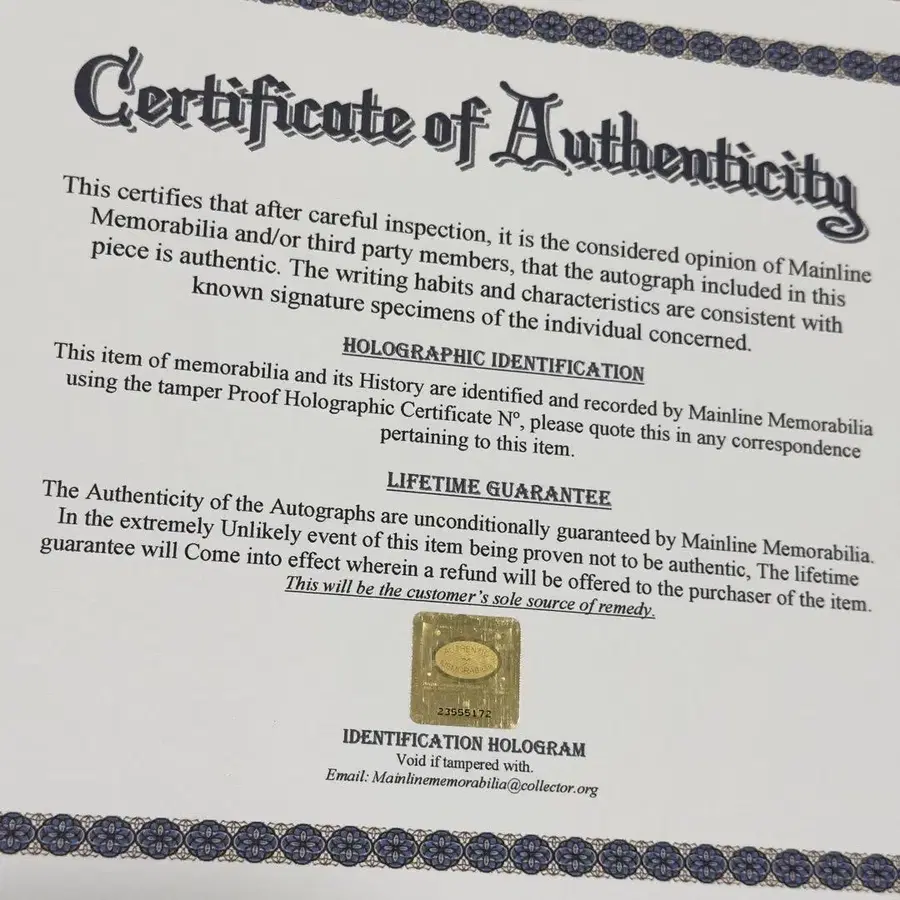 Certificate of Authenticity
This certifies that after careful inspection, it is the considered opinion of Mainline
Memorabilia and/or third party members, that the autograph included in this
piece is authentic. The writing habits and characteristics are consistent with
known signature specimens of the individual concerned.
HOLOGRAPHIC IDENTIFICATION
This item of memorabilia and its History are identified and recorded by Mainline Memorabilia
using the tamper Proof Holographic Certificate Nº, please quote this in any correspondence
pertaining to this item.
LIFETIME GUARANTEE
The Authenticity of the Autographs are unconditionally guaranteed by Mainline Memorabilia.
In the extremely Unlikely event of this item being proven not to be authentic, The lifetime
guarantee will Come into effect wherein a refund will be offered to the purchaser of the item.
This will be the customer's sole source of remedy.
23555172
IDENTIFICATION HOLOGRAM
Void if tampered with.
Email: Mainlinememorabilia@collector.org